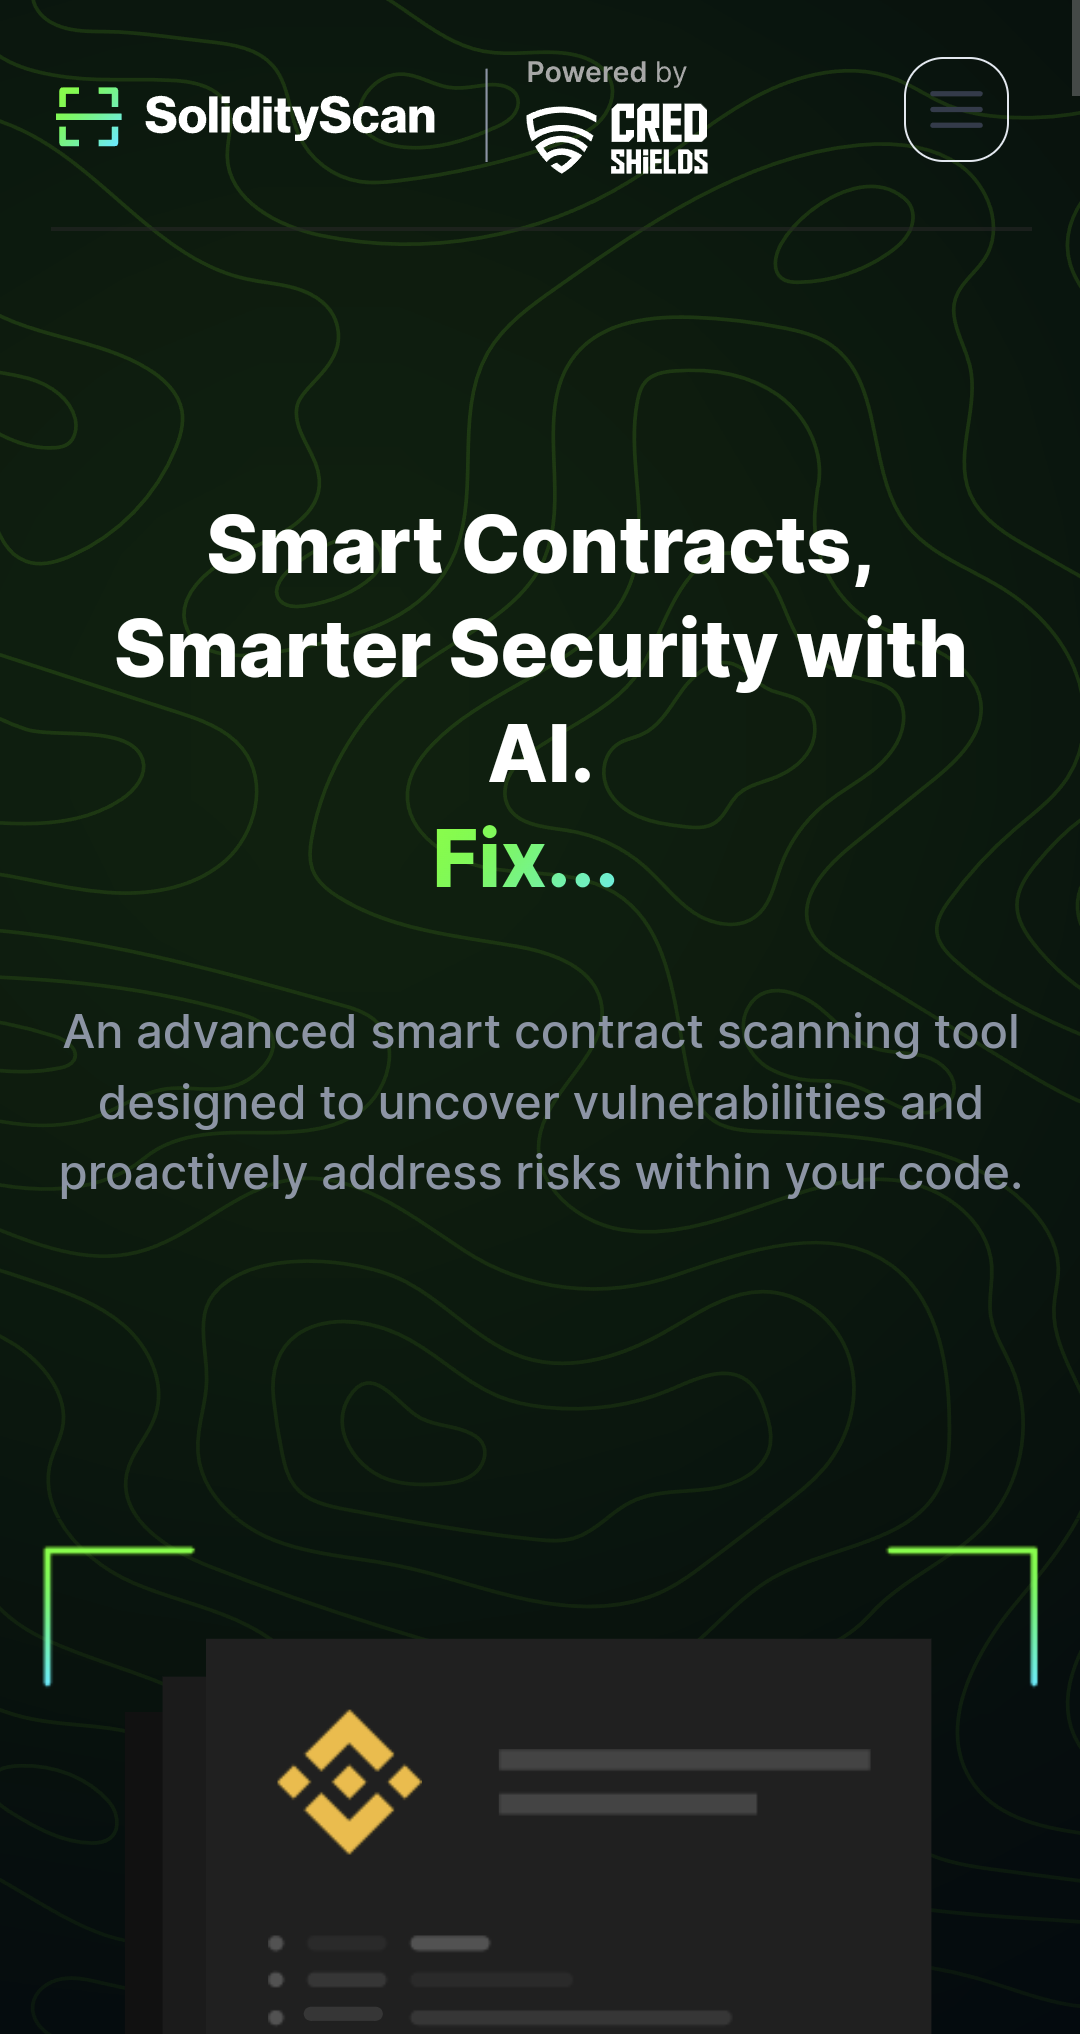 SolidityScan
Powered by
CRED
SHIELDS
Smart Contracts,
Smarter Security with
AI.
Fix...
An advanced smart contract scanning tool
designed to uncover vulnerabilities and
proactively address risks within your code.